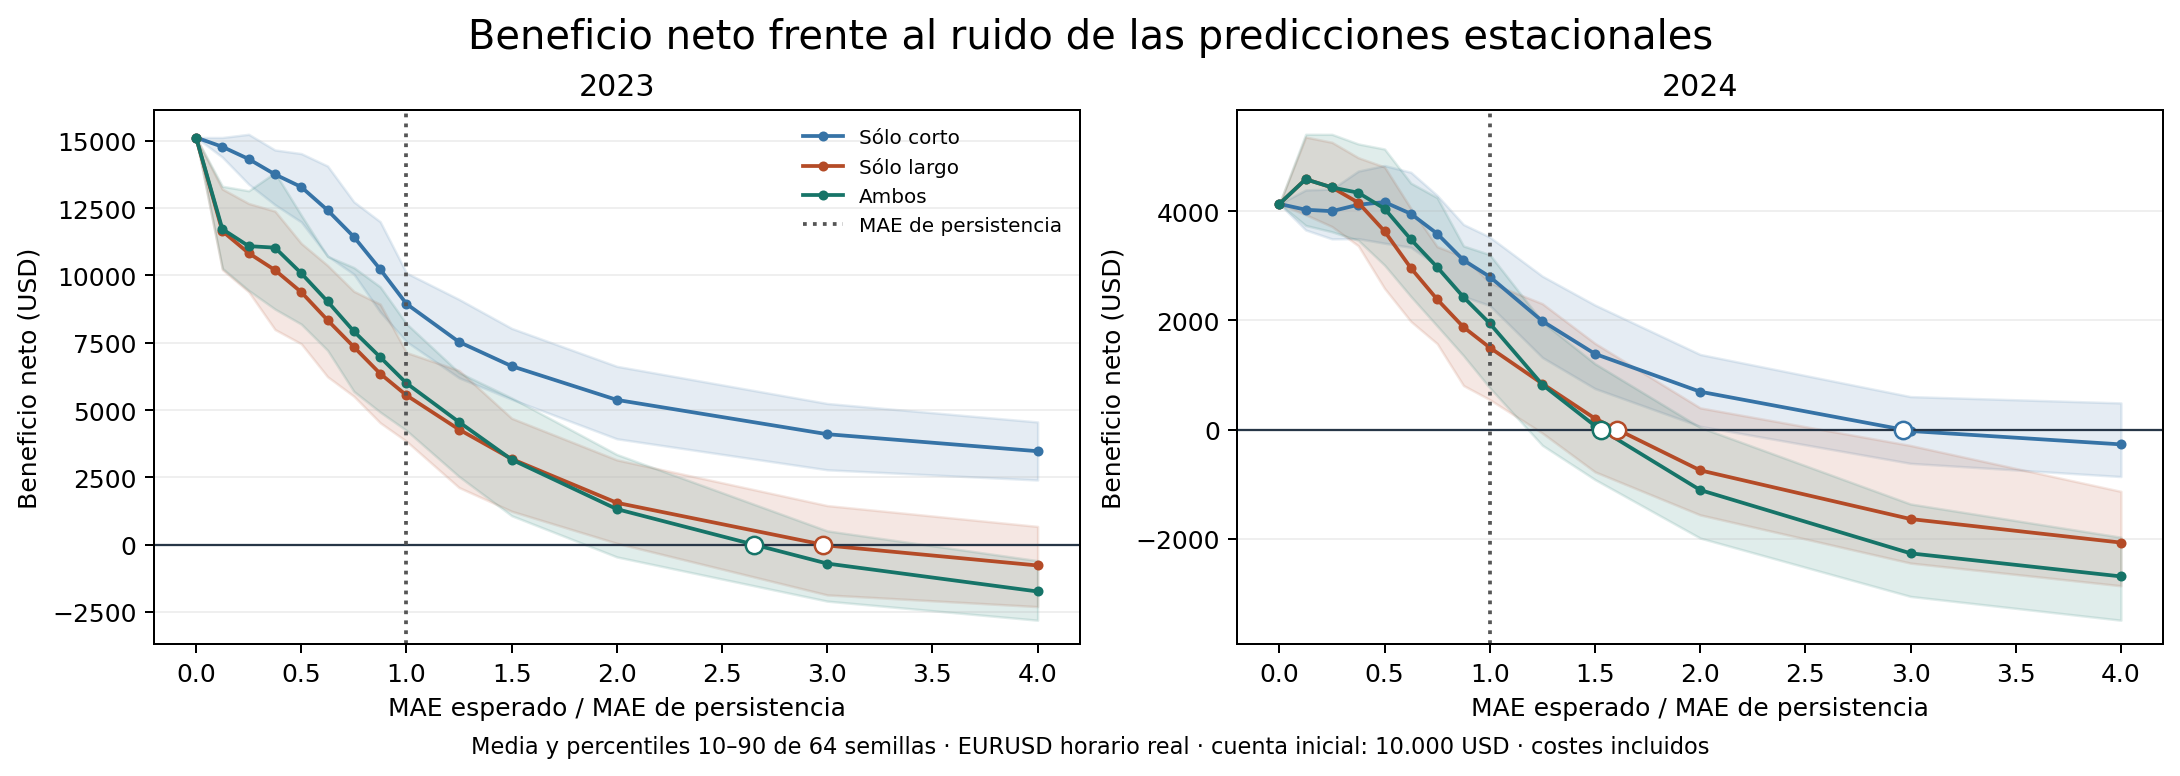 Beneficio neto frente al ruido de las predicciones estacionales
2023
Beneficio neto (USD)
15000
12500
10000
7500
5000
2500
0
−2500
Sólo corto
Sólo largo
Ambos
MAE de persistencia
0.0 0.5 1.0 1.5 2.0 2.5 3.0 3.5 4.0
MAE esperado / MAE de persistencia
2024
Beneficio neto (USD)
4000
2000
0
−2000
0.0 0.5 1.0 1.5 2.0 2.5 3.0 3.5 4.0
MAE esperado / MAE de persistencia
Media y percentiles 10–90 de 64 semillas · EURUSD horario real · cuenta inicial: 10.000 USD · costes incluidos